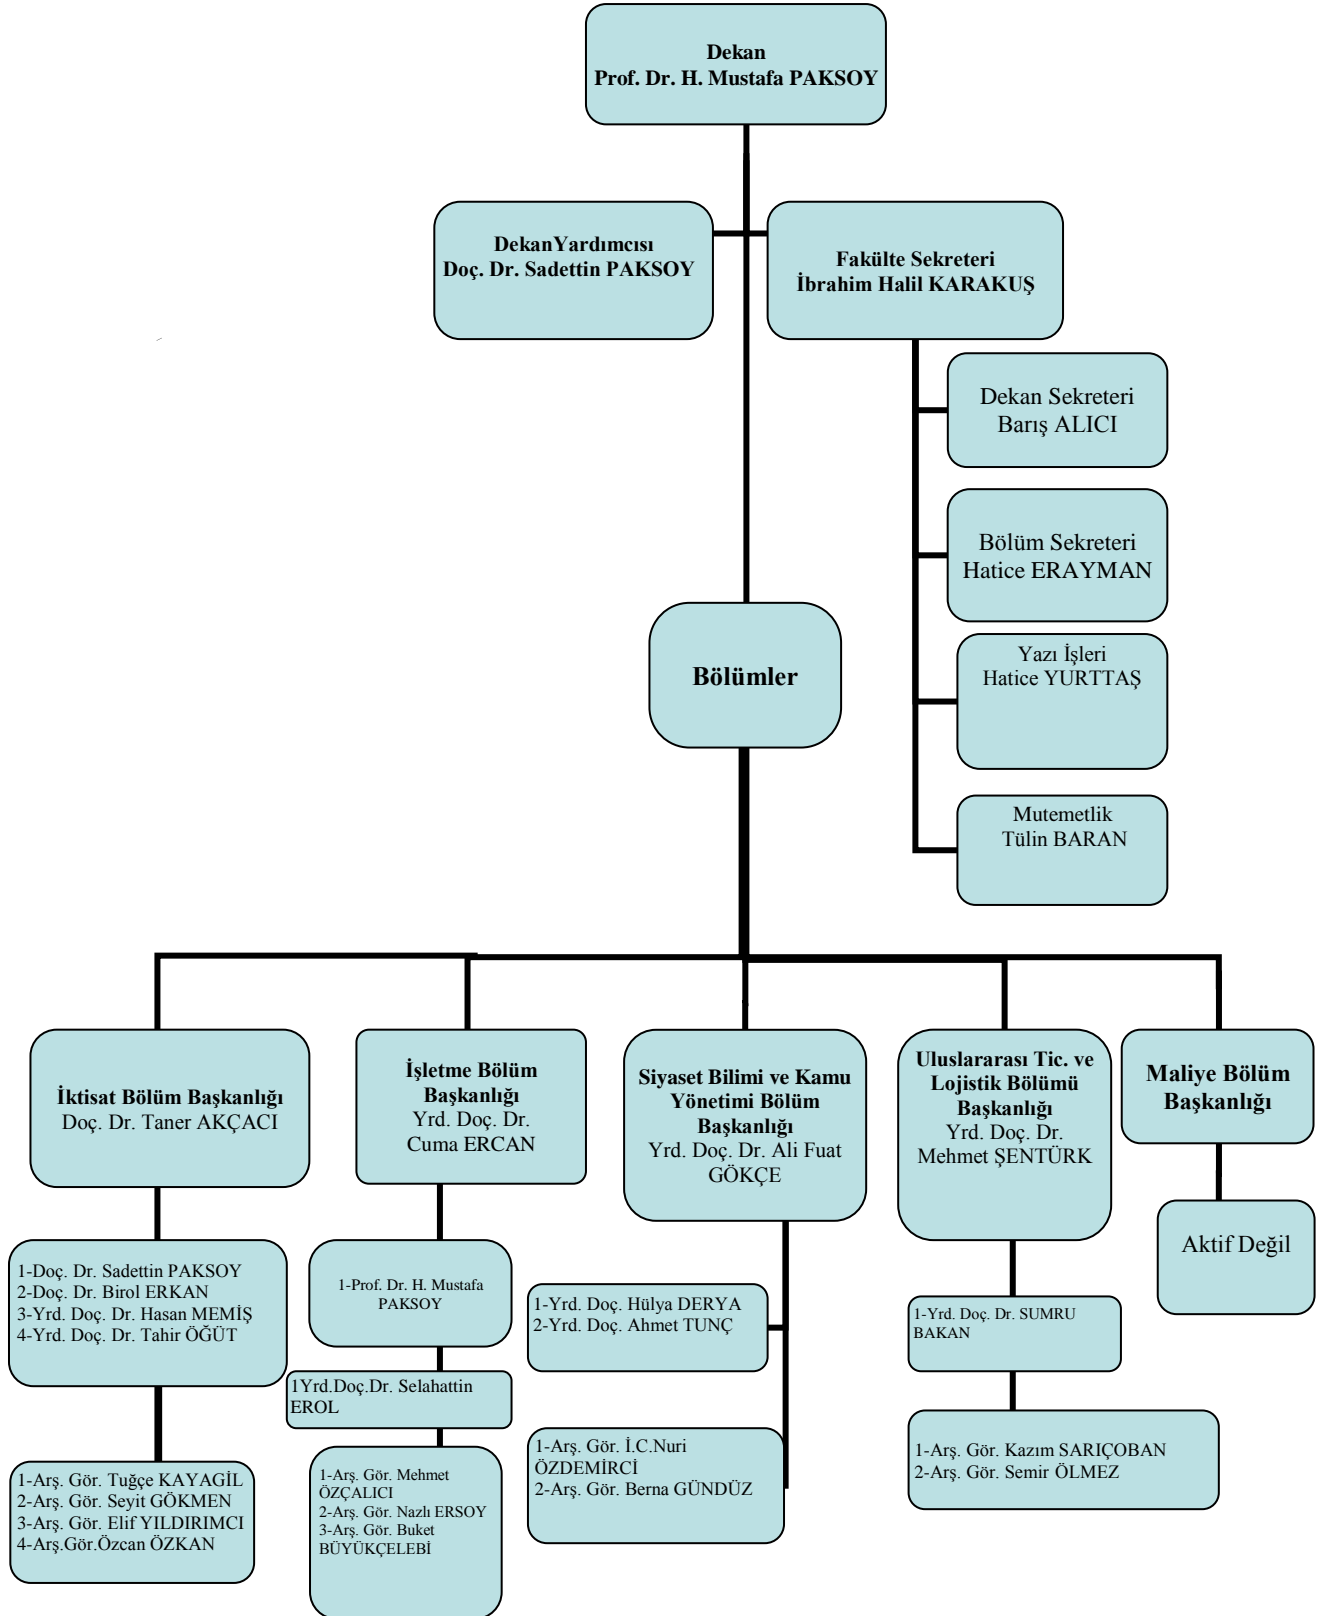 Dekan
Prof. Dr. H. Mustafa PAKSOY
DekanYardımcısı
Doç. Dr. Sadettin PAKSOY
Fakülte Sekreteri
İbrahim Halil KARAKUŞ
Dekan Sekreteri
Barış ALICI
Bölüm Sekreteri
Hatice ERAYMAN
Yazı İşleri
Hatice YURTTAŞ
Mutemetlik
Tülin BARAN
Bölümler
İktisat Bölüm Başkanlığı
Doç. Dr. Taner AKÇACI
1-Doç. Dr. Sadettin PAKSOY
2-Doç. Dr. Birol ERKAN
3-Yrd. Doç. Dr. Hasan MEMİŞ
4-Yrd. Doç. Dr. Tahir ÖĞÜT
1-Arş. Gör. Tuğçe KAYAGİL
2-Arş. Gör. Seyit GÖKMEN
3-Arş. Gör. Elif YILDIRIMCI
4-Arş.Gör.Özcan ÖZKAN
İşletme Bölüm
Başkanlığı
Yrd. Doç. Dr.
Cuma ERCAN
1-Prof. Dr. H. Mustafa
PAKSOY
1Yrd.Doç.Dr. Selahattin
EROL
1-Arş. Gör. Mehmet
ÖZÇALICI
2-Arş. Gör. Nazlı ERSOY
3-Arş. Gör. Buket
BÜYÜKÇELEBİ
Siyaset Bilimi ve Kamu
Yönetimi Bölüm
Başkanlığı
Yrd. Doç. Dr. Ali Fuat
GÖKÇE
1-Yrd. Doç. Hülya DERYA
2-Yrd. Doç. Ahmet TUNÇ
1-Arş. Gör. İ.C.Nuri
ÖZDEMİRCİ
2-Arş. Gör. Berna GÜNDÜZ
Uluslararası Tic. ve
Lojistik Bölümü
Başkanlığı
Yrd. Doç. Dr.
Mehmet ŞENTÜRK
1-Yrd. Doç. Dr. SUMRU
BAKAN
1-Arş. Gör. Kazım SARIÇOBAN
2-Arş. Gör. Semir ÖLMEZ
Maliye Bölüm
Başkanlığı
Aktif Değil